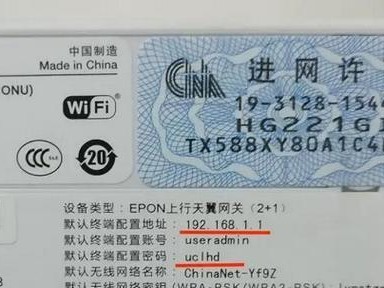 中国制造
Made in China
ONU)
WiFi
CCC
20
CNA 进网许
19-3128-154
HG221G
TX588XY80A1C4
设备类型: EPON上行天翼网关 (2+1)
默认终端配置地址: 192.168.1.1
默认终端配置账号: useradmin
默认终端配置密码: uclhd
默认无线网络名称: ChinaNet-Yf9Z